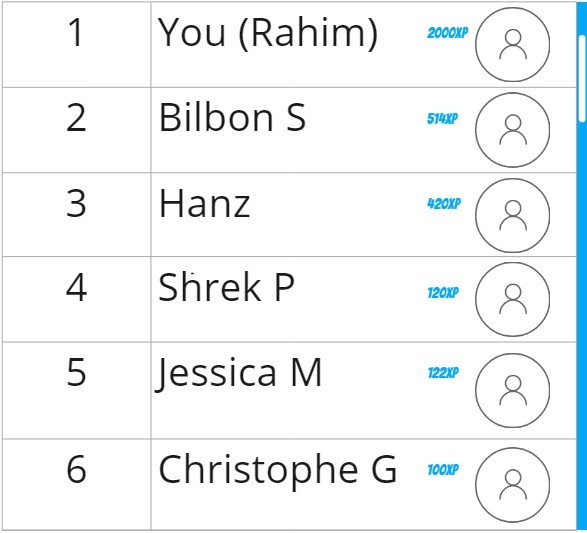 1 You (Rahim) 2000XP
2 Bilbon S 514XP
3 Hanz 420XP
4 Shrek P 120XP
5 Jessica M 122XP
6 Christophe G 100XP